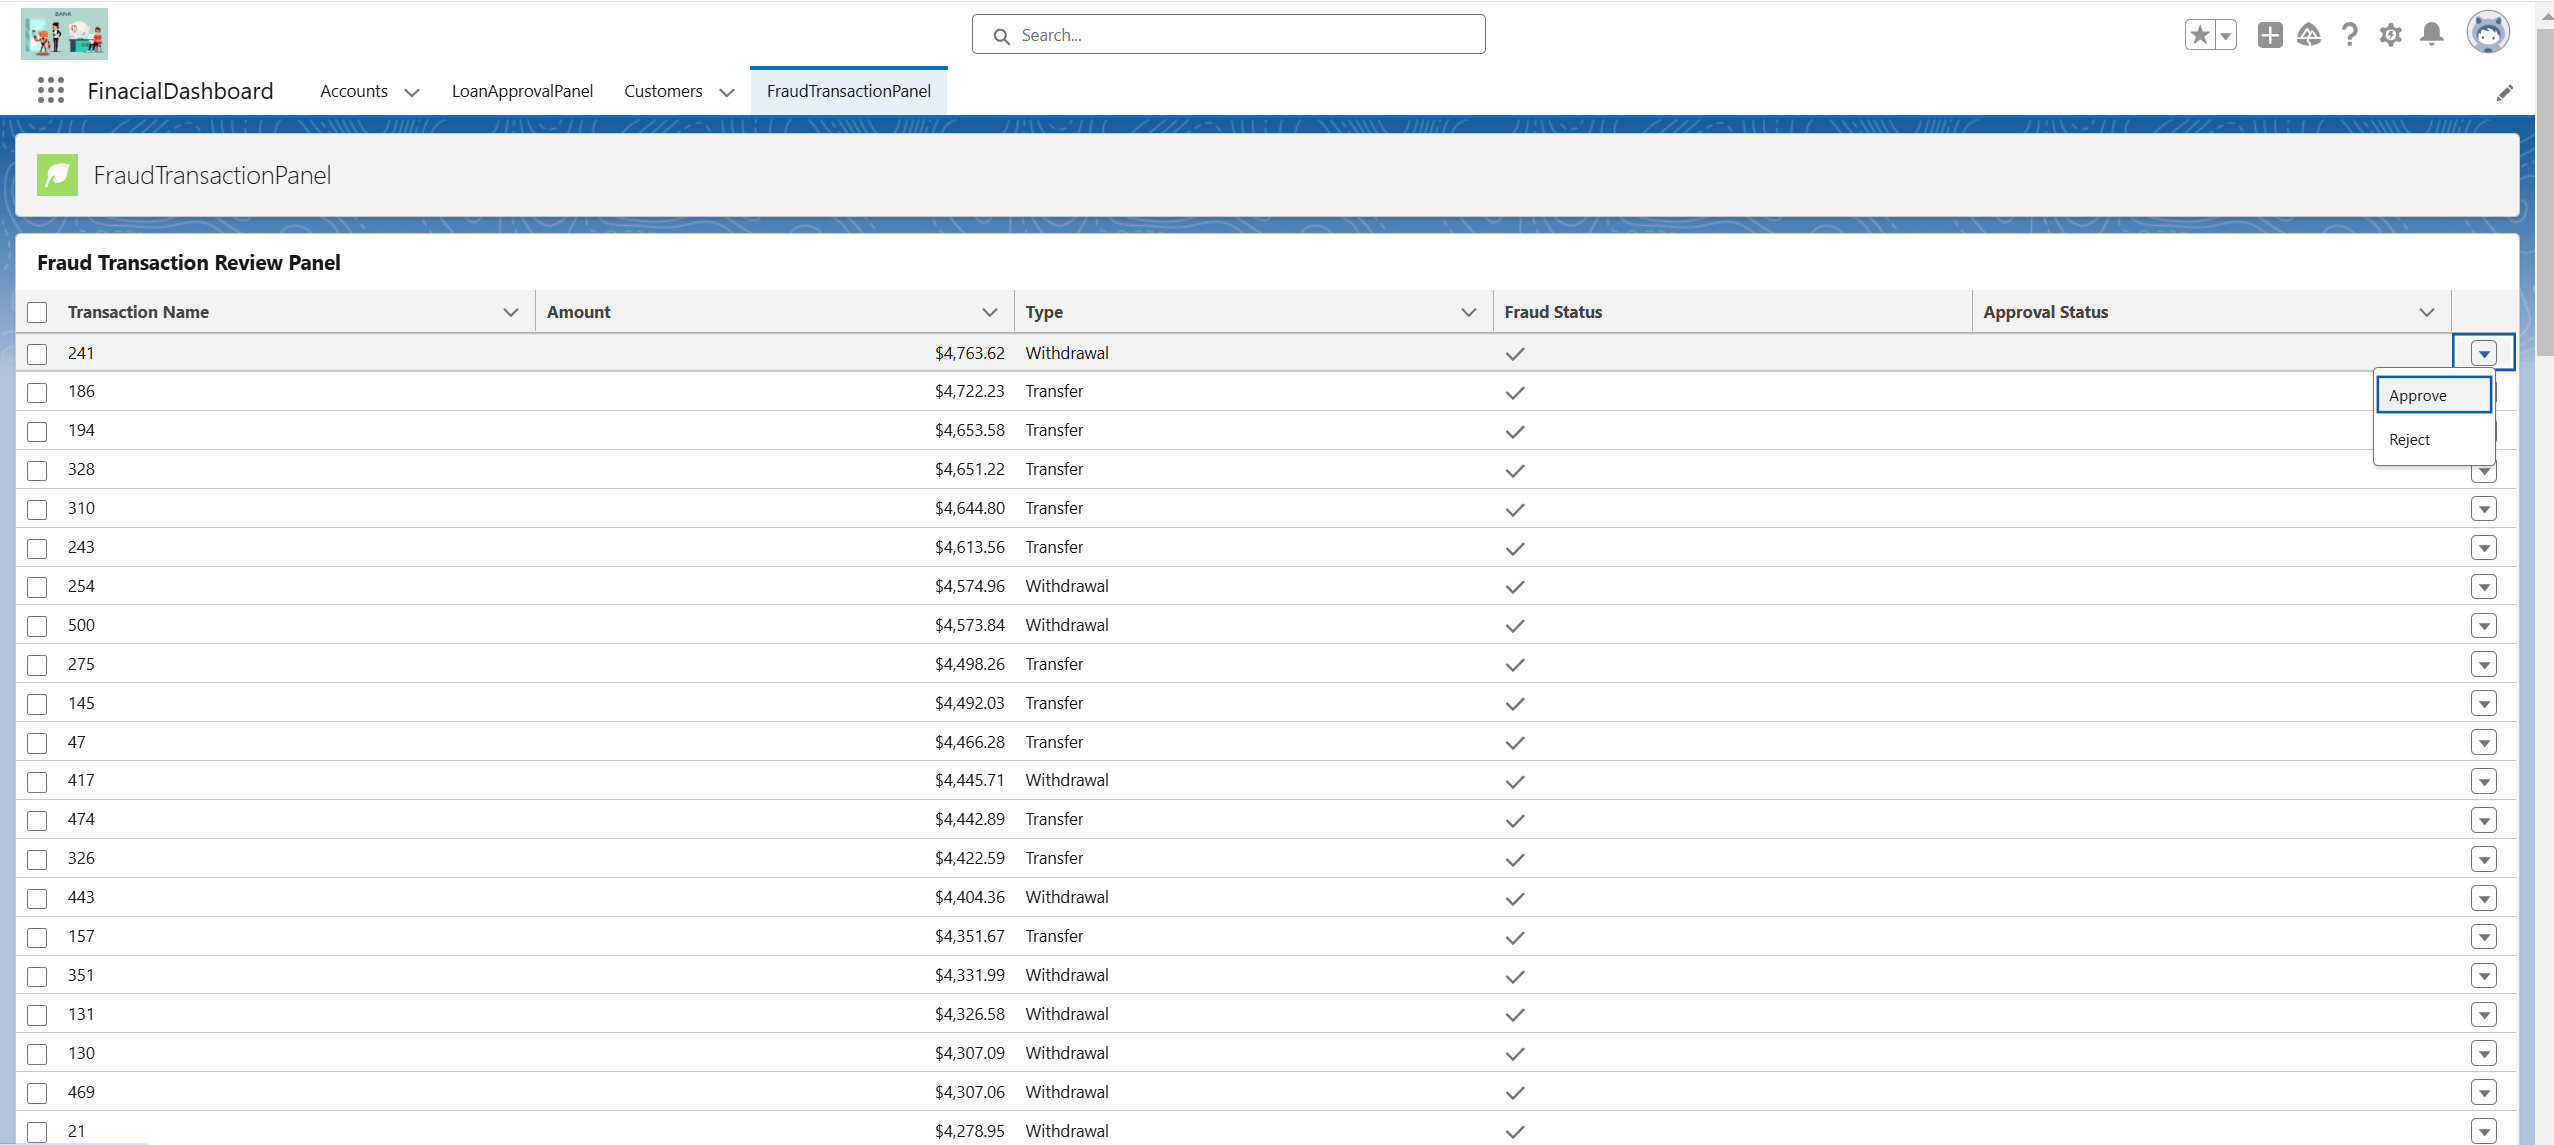 BANK
Search...
FinacialDashboard Accounts LoanApprovalPanel Customers FraudTransactionPanel
FraudTransactionPanel
Fraud Transaction Review Panel
Transaction Name Amount Type Fraud Status Approval Status
241 $4,763.62 Withdrawal
186 $4,722.23 Transfer
Approve
194 $4,653.58 Transfer
Reject
328 $4,651.22 Transfer
310 $4,644.80 Transfer
243 $4,613.56 Transfer
254 $4,574.96 Withdrawal
500 $4,573.84 Withdrawal
275 $4,498.26 Transfer
145 $4,492.03 Transfer
47 $4,466.28 Transfer
417 $4,445.71 Withdrawal
474 $4,442.89 Transfer
326 $4,422.59 Transfer
443 $4,404.36 Withdrawal
157 $4,351.67 Transfer
351 $4,331.99 Withdrawal
131 $4,326.58 Withdrawal
130 $4,307.09 Withdrawal
469 $4,307.06 Withdrawal
21 $4,278.95 Withdrawal